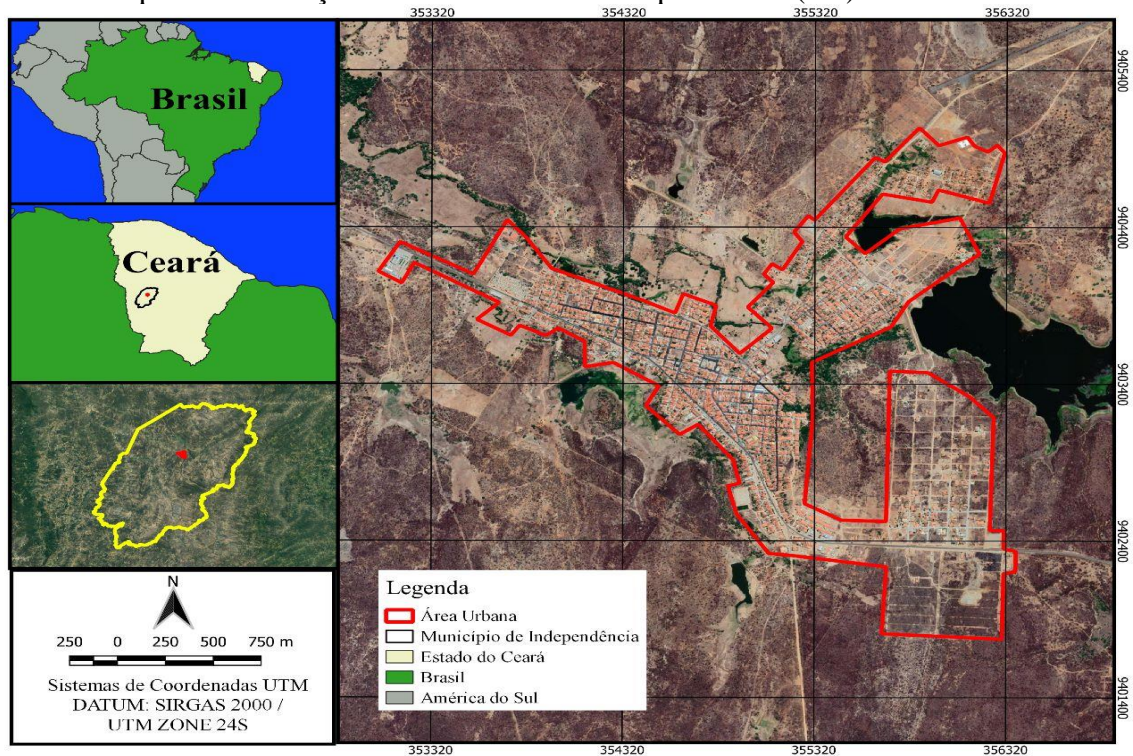 353320
354320
355320
356320
Brasil
Ceará
N
250 0 250 500 750 m
Sistemas de Coordenadas UTM
DATUM: SIRGAS 2000 /
UTM ZONE 24S
9405400
9404400
9403400
9402400
9401400
Legenda
Área Urbana
Município de Independência
Estado do Ceará
Brasil
América do Sul
353320
354320
355320
356320